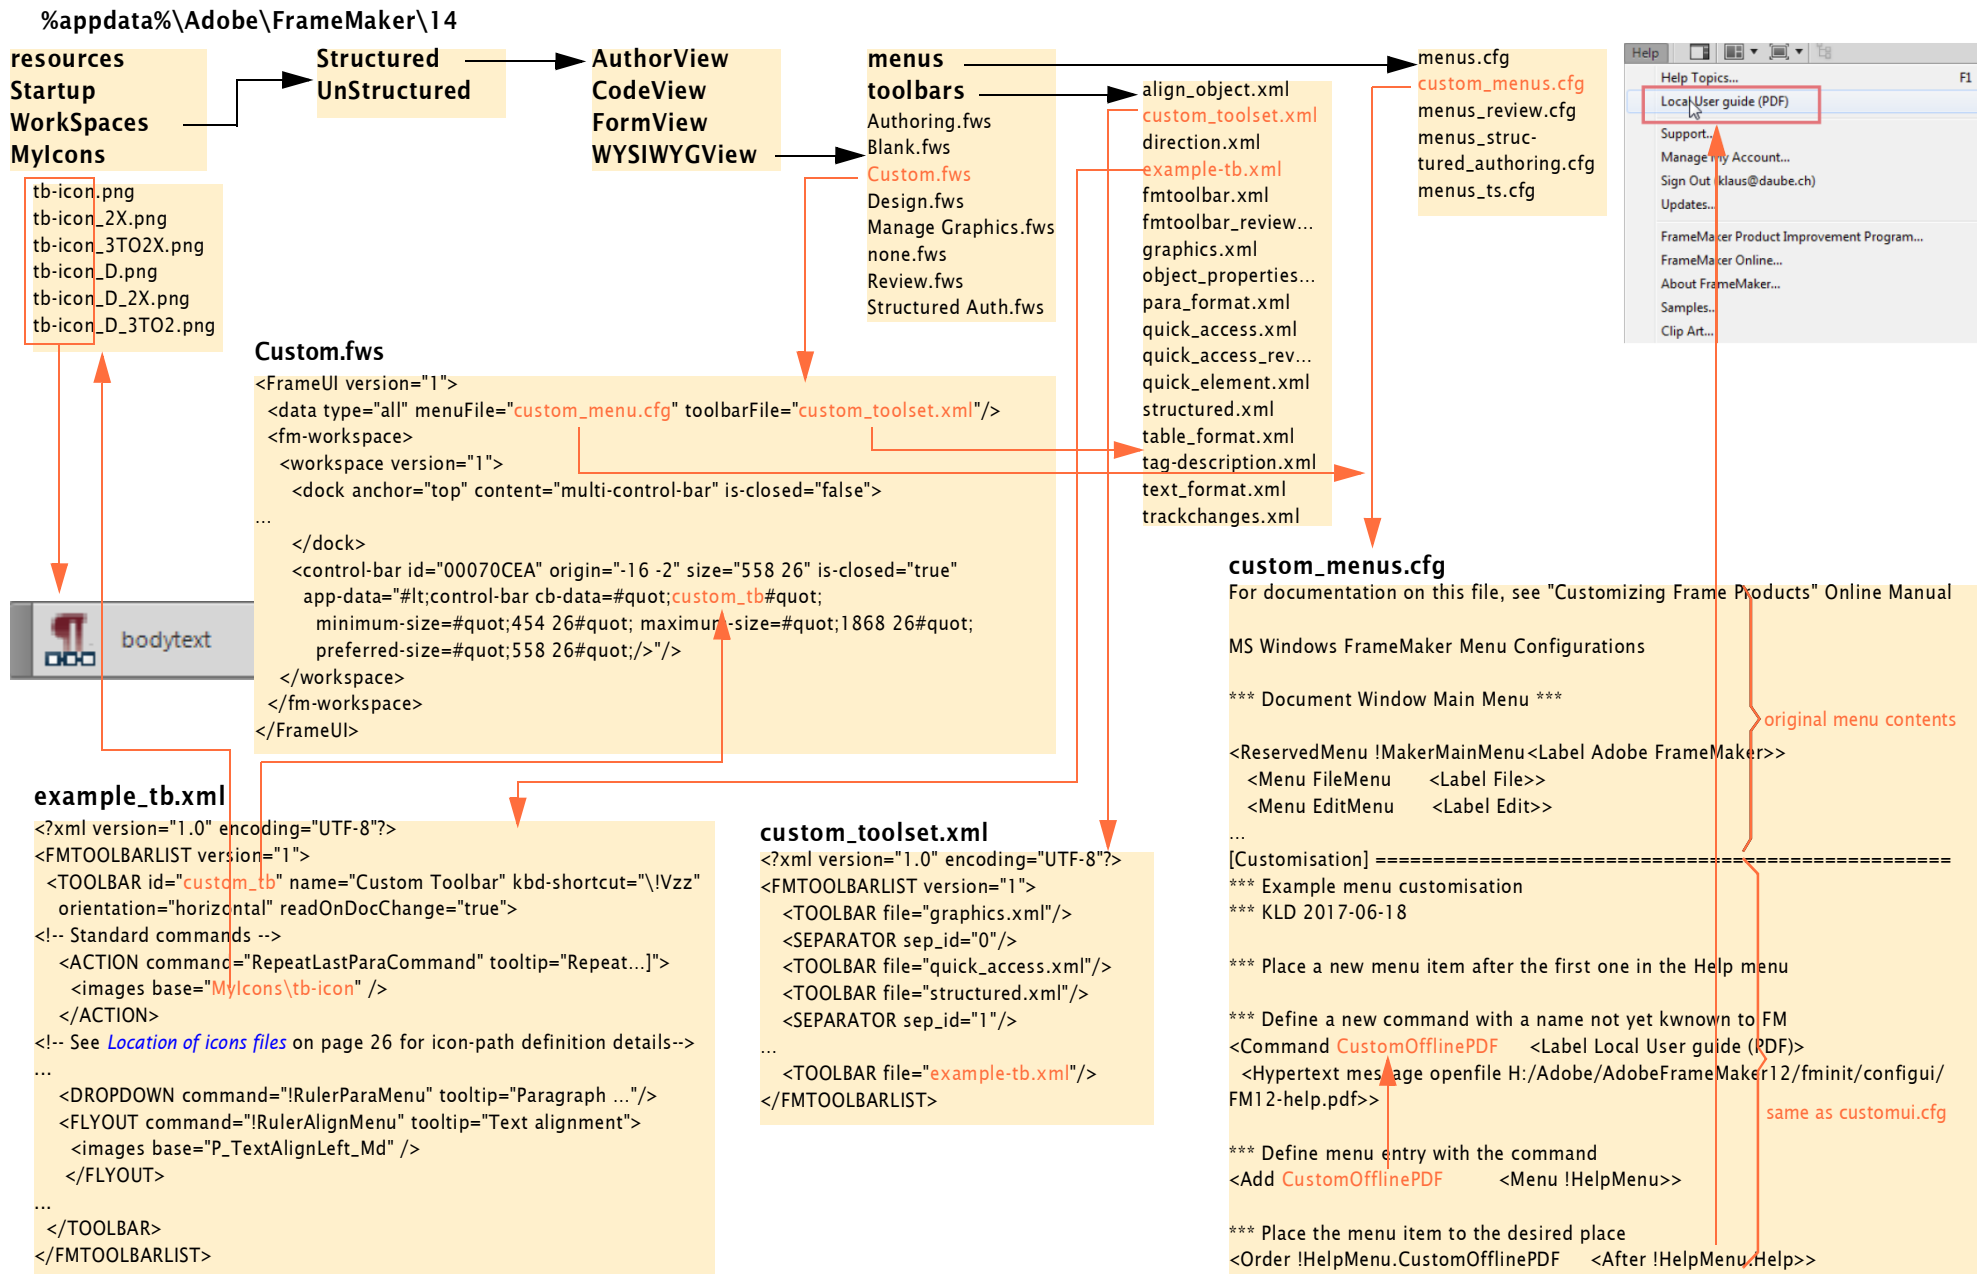 %appdata%\Adobe\FrameMaker\14
resources
Startup
WorkSpaces
MyIcons
tb-icon.png
tb-icon_2X.png
tb-icon_3TO2X.png
tb-icon_D.png
tb-icon_D_2X.png
tb-icon_D_3TO2.png
Structured
UnStructured
AuthorView
CodeView
FormView
WYSIWYGView
menus
toolbars
Authoring.fws
Blank.fws
Custom.fws
Design.fws
Manage Graphics.fws
none.fws
Review.fws
Structured Auth.fws
align_object.xml
custom_toolset.xml
direction.xml
example-tb.xml
fmtoolbar.xml
fmtoolbar_review...
graphics.xml
object_properties...
para_format.xml
quick_access.xml
quick_access_rev...
quick_element.xml
structured.xml
table_format.xml
tag-description.xml
text_format.xml
trackchanges.xml
menus.cfg
custom_menus.cfg
menus_review.cfg
menus_struc-
tured_authoring.cfg
menus_ts.cfg
Help
Help Topics... F1
Local User guide (PDF)
Support...
Manage My Account...
Sign Out (klaus@daube.ch)
Updates...
FrameMaker Product Improvement Program...
FrameMaker Online...
About FrameMaker...
Samples...
Clip Art...
Custom.fws
<FrameUI version="1">
<data type="all" menuFile="custom_menu.cfg" toolbarFile="custom_toolset.xml"/>
<fm-workspace>
<workspace version="1">
<dock anchor="top" content="multi-control-bar" is-closed="false">
...
</dock>
<control-bar id="00070CEA" origin="-16 -2" size="558 26" is-closed="true"
app-data="#lt;control-bar cb-data=#quot;custom_tb#quot;
minimum-size=#quot;454 26#quot; maximum-size=#quot;1868 26#quot;
preferred-size=#quot;558 26#quot;/>"/>
</workspace>
</fm-workspace>
</FrameUI>
bodytext
example_tb.xml
<?xml version="1.0" encoding="UTF-8"?>
<FMTOOLBARLIST version="1">
<TOOLBAR id="custom_tb" name="Custom Toolbar" kbd-shortcut="\!Vzz"
orientation="horizontal" readOnDocChange="true">
<!-- Standard commands -->
<ACTION command="RepeatLastParaCommand" tooltip="Repeat...]">
<images base="MyIcons\tb-icon" />
</ACTION>
<!-- See Location of icons files on page 26 for icon-path definition details-->
...
<DROPDOWN command="!RulerParaMenu" tooltip="Paragraph ..."/>
<FLYOUT command="!RulerAlignMenu" tooltip="Text alignment">
<images base="P_TextAlignLeft_Md" />
</FLYOUT>
...
</TOOLBAR>
</FMTOOLBARLIST>
custom_toolset.xml
<?xml version="1.0" encoding="UTF-8"?>
<FMTOOLBARLIST version="1">
<TOOLBAR file="graphics.xml"/>
<SEPARATOR sep_id="0"/>
<TOOLBAR file="quick_access.xml"/>
<TOOLBAR file="structured.xml"/>
<SEPARATOR sep_id="1"/>
...
<TOOLBAR file="example-tb.xml"/>
</FMTOOLBARLIST>
custom_menus.cfg
For documentation on this file, see "Customizing Frame Products" Online Manual
MS Windows FrameMaker Menu Configurations
*** Document Window Main Menu ***
original menu contents
<ReservedMenu !MakerMainMenu<Label Adobe FrameMaker>>
<Menu FileMenu <Label File>>
<Menu EditMenu <Label Edit>>
...
[Customisation] ==================================================
*** Example menu customisation
*** KLD 2017-06-18
*** Place a new menu item after the first one in the Help menu
*** Define a new command with a name not yet kwnown to FM
<Command CustomOfflinePDF <Label Local User guide (PDF)>
<Hypertext message openfile H:/Adobe/AdobeFrameMaker12/fminit/configui/
FM12-help.pdf>>
same as customui.cfg
*** Define menu entry with the command
<Add CustomOfflinePDF <Menu !HelpMenu>>
*** Place the menu item to the desired place
<Order !HelpMenu.CustomOfflinePDF <After !HelpMenu.Help>>